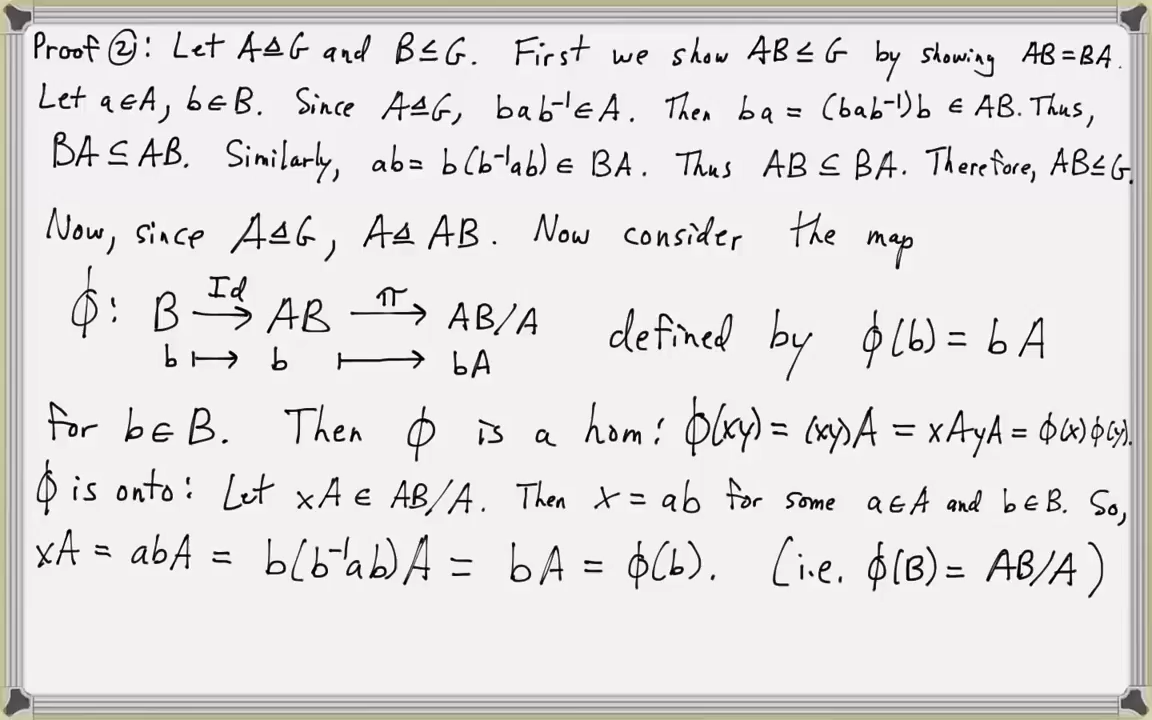 Proof ②: Let A⊴G and B≤G. First we show AB≤G by showing AB=BA.
Let a∈A, b∈B. Since A⊴G, bab⁻¹∈A. Then ba = (bab⁻¹)b ∈ AB. Thus,
BA⊆AB. Similarly, ab= b(b⁻¹ab)∈ BA. Thus AB ⊆ BA. Therefore, AB≤G.
Now, since A⊴G, A⊴ AB. Now consider the map
ϕ: B —Id→ AB —π→ AB/A defined by ϕ(b) = bA
b ↦ b ↦ bA
for b∈B. Then ϕ is a hom: ϕ(xy) = (xy)A = xAyA = ϕ(x)ϕ(y).
ϕ is onto: Let xA ∈ AB/A. Then x = ab for some a∈A and b∈B. So,
xA = abA = b(b⁻¹ab)A = bA = ϕ(b). (i.e. ϕ(B) = AB/A)